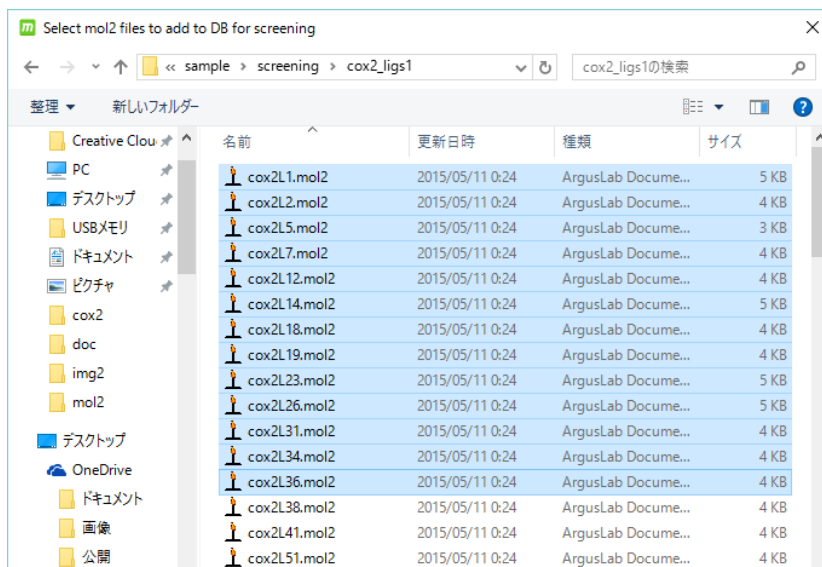 Select mol2 files to add to DB for screening
« sample > screening > cox2_ligs1
cox2_ligs1の検索
整理 新しいフォルダー
名前 更新日時 種類 サイズ
Creative Clou
PC
デスクトップ
USBメモリ
ドキュメント
ピクチャ
cox2
doc
img2
mol2
デスクトップ
OneDrive
ドキュメント
画像
公開
cox2L1.mol2 2015/05/11 0:24 ArgusLab Docume... 5 KB
cox2L2.mol2 2015/05/11 0:24 ArgusLab Docume... 4 KB
cox2L5.mol2 2015/05/11 0:24 ArgusLab Docume... 3 KB
cox2L7.mol2 2015/05/11 0:24 ArgusLab Docume... 4 KB
cox2L12.mol2 2015/05/11 0:24 ArgusLab Docume... 4 KB
cox2L14.mol2 2015/05/11 0:24 ArgusLab Docume... 5 KB
cox2L18.mol2 2015/05/11 0:24 ArgusLab Docume... 4 KB
cox2L19.mol2 2015/05/11 0:24 ArgusLab Docume... 4 KB
cox2L23.mol2 2015/05/11 0:24 ArgusLab Docume... 5 KB
cox2L26.mol2 2015/05/11 0:24 ArgusLab Docume... 5 KB
cox2L31.mol2 2015/05/11 0:24 ArgusLab Docume... 4 KB
cox2L34.mol2 2015/05/11 0:24 ArgusLab Docume... 4 KB
cox2L36.mol2 2015/05/11 0:24 ArgusLab Docume... 4 KB
cox2L38.mol2 2015/05/11 0:24 ArgusLab Docume... 4 KB
cox2L41.mol2 2015/05/11 0:24 ArgusLab Docume... 4 KB
cox2L51.mol2 2015/05/11 0:24 ArgusLab Docume... 4 KB